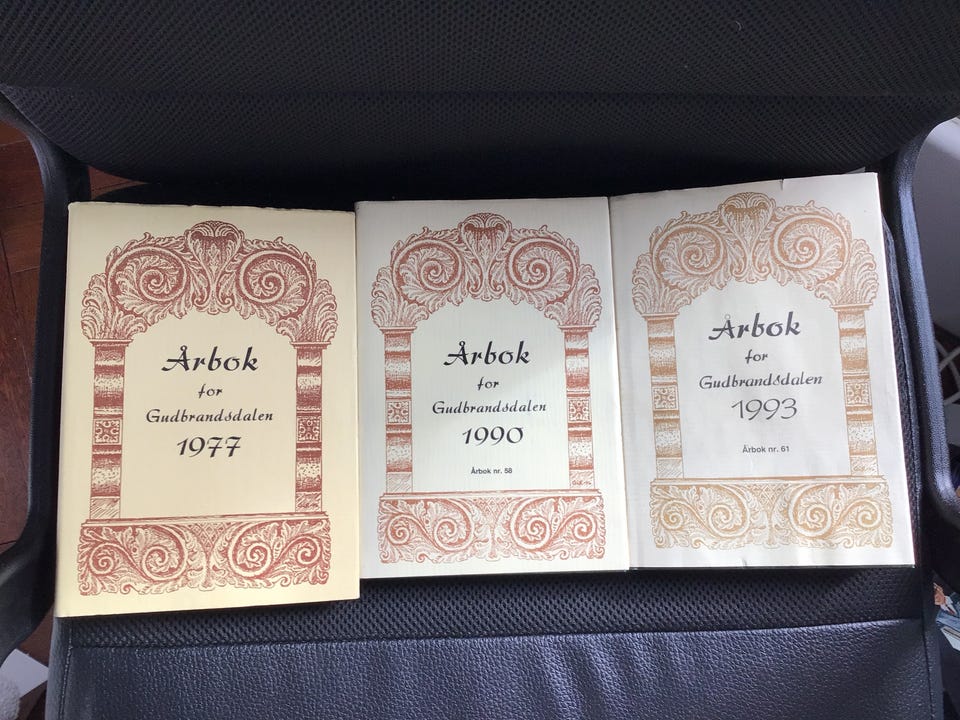 Årbok
for
Gudbrandsdalen
1977
Årbok
for
Gudbrandsdalen
1990
Årbok nr. 58
Årbok
for
Gudbrandsdalen
1993
Årbok nr. 61